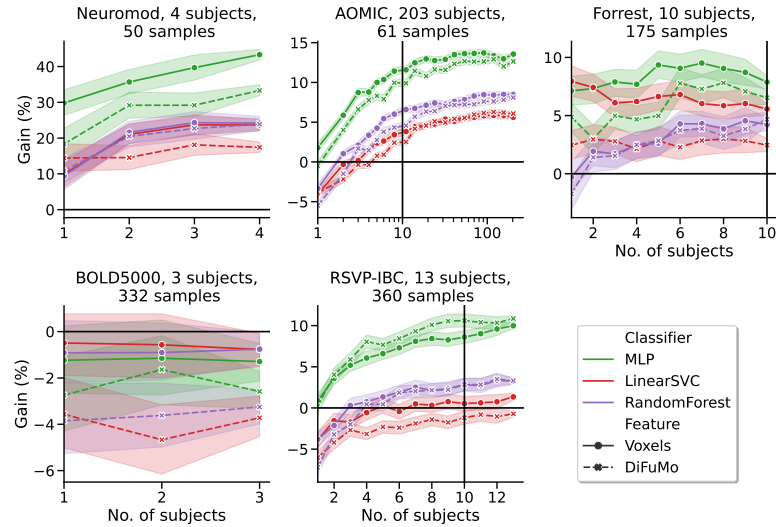 Neuromod, 4 subjects,
50 samples
AOMIC, 203 subjects,
61 samples
Forrest, 10 subjects,
175 samples
Gain (%)
40
30
20
10
0
1
2
3
4
15
10
5
0
−5
1
10
100
10
5
0
2
4
6
8
10
No. of subjects
BOLD5000, 3 subjects,
332 samples
RSVP-IBC, 13 subjects,
360 samples
Gain (%)
0
−2
−4
−6
1
2
3
No. of subjects
10
5
0
−5
2
4
6
8
10
12
No. of subjects
Classifier
MLP
LinearSVC
RandomForest
Feature
Voxels
DiFuMo